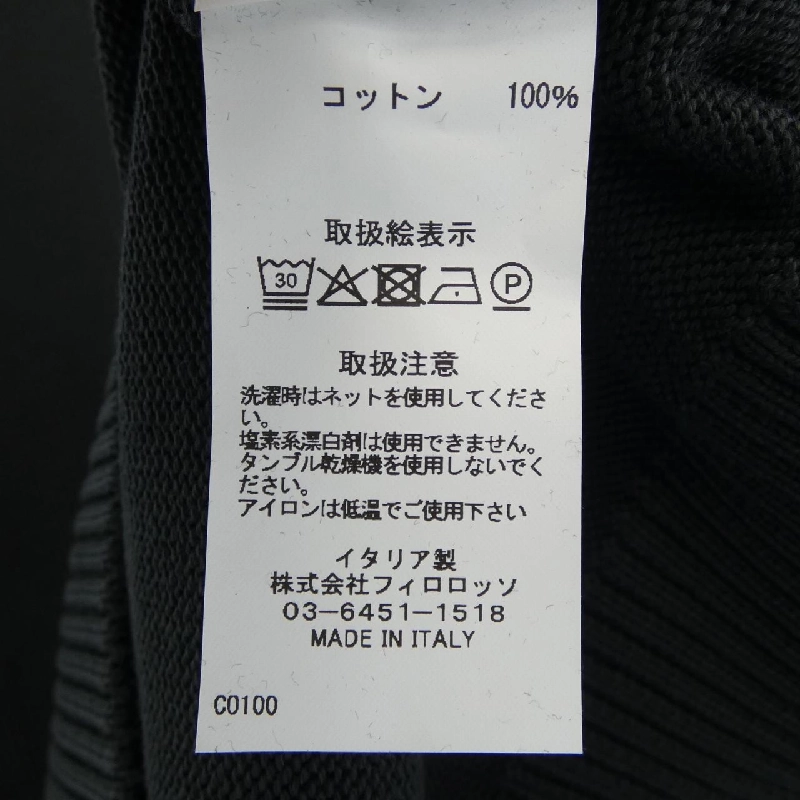 コットン 100%
取扱絵表示
30 P
取扱注意
洗濯時はネットを使用してくださ
い。
塩素系漂白剤は使用できません。
タンブル乾燥機を使用しないでく
ださい。
アイロンは低温でご使用下さい
イタリア製
株式会社フィロロッソ
03-6451-1518
MADE IN ITALY
C0100